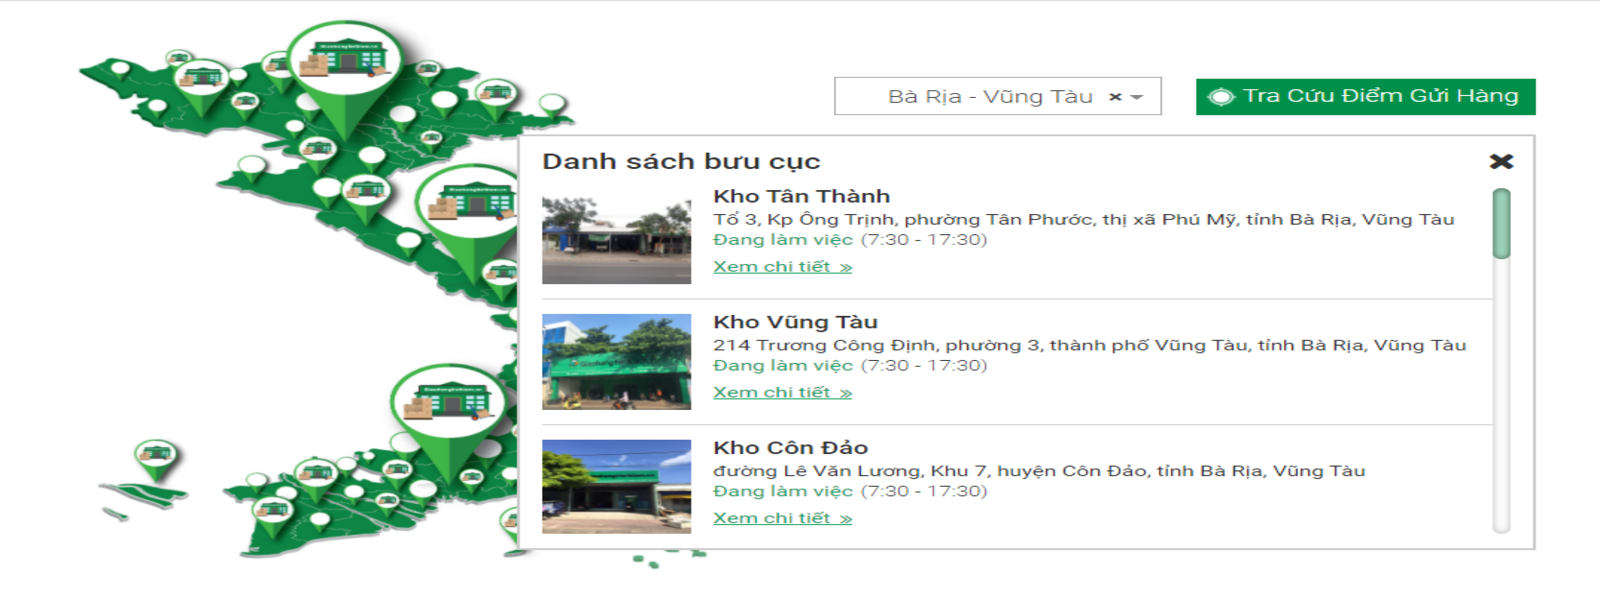 Bà Rịa - Vũng Tàu × 
Tra Cứu Điểm Gửi Hàng
Danh sách bưu cục
Kho Tân Thành
Tổ 3, Kp Ông Trịnh, phường Tân Phước, thị xã Phú Mỹ, tỉnh Bà Rịa, Vũng Tàu
Đang làm việc (7:30 - 17:30)
Xem chi tiết »
Kho Vũng Tàu
214 Trương Công Định, phường 3, thành phố Vũng Tàu, tỉnh Bà Rịa, Vũng Tàu
Đang làm việc (7:30 - 17:30)
Xem chi tiết »
Kho Côn Đảo
đường Lê Văn Lương, Khu 7, huyện Côn Đảo, tỉnh Bà Rịa, Vũng Tàu
Đang làm việc (7:30 - 17:30)
Xem chi tiết »